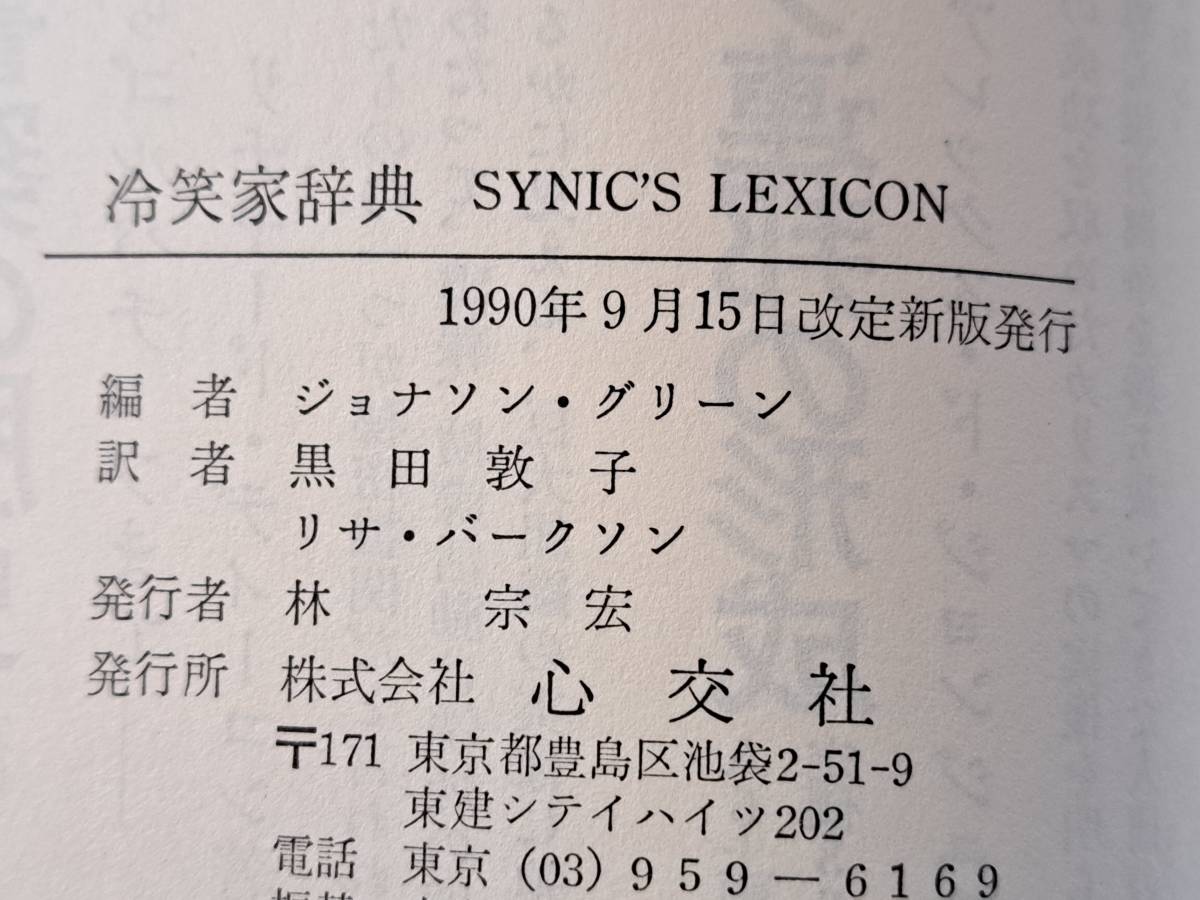 冷笑家辞典 SYNIC'S LEXICON
1990年9月15日改定新版発行
編者 ジョナソン・グリーン
訳者 黒田敦子
リサ・バークソン
発行者 林 宗宏
発行所 株式会社 心交社
〒171 東京都豊島区池袋2-51-9
東建シテイハイツ202
電話 東京 (03) 959―6169